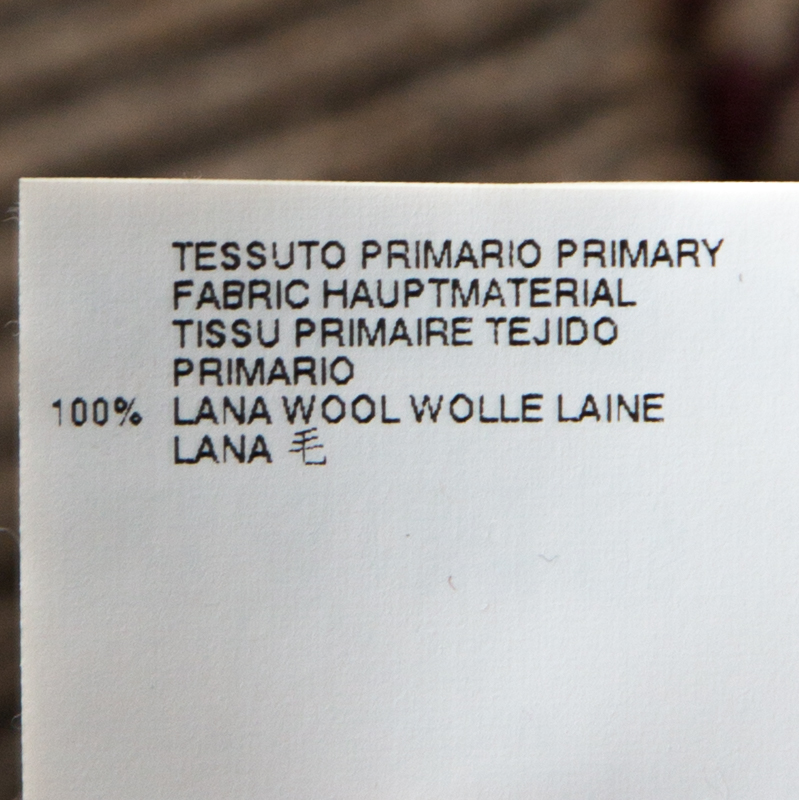 TESSUTO PRIMARIO PRIMARY
FABRIC HAUPTMATERIAL
TISSU PRIMAIRE TEJIDO
PRIMARIO
100% LANA WOOL WOLLE LAINE
LANA 毛